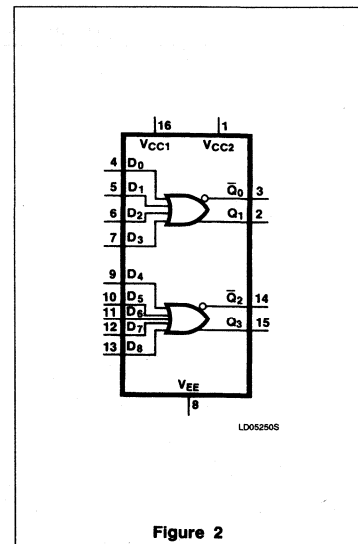 16 1
VCC1 VCC2
4 D0
5 D1
6 D2
7 D3
Q̅0 3
Q1 2
9 D4
10 D5
11 D6
12 D7
13 D8
Q̅2 14
Q3 15
VEE
8
LD05250S
Figure 2